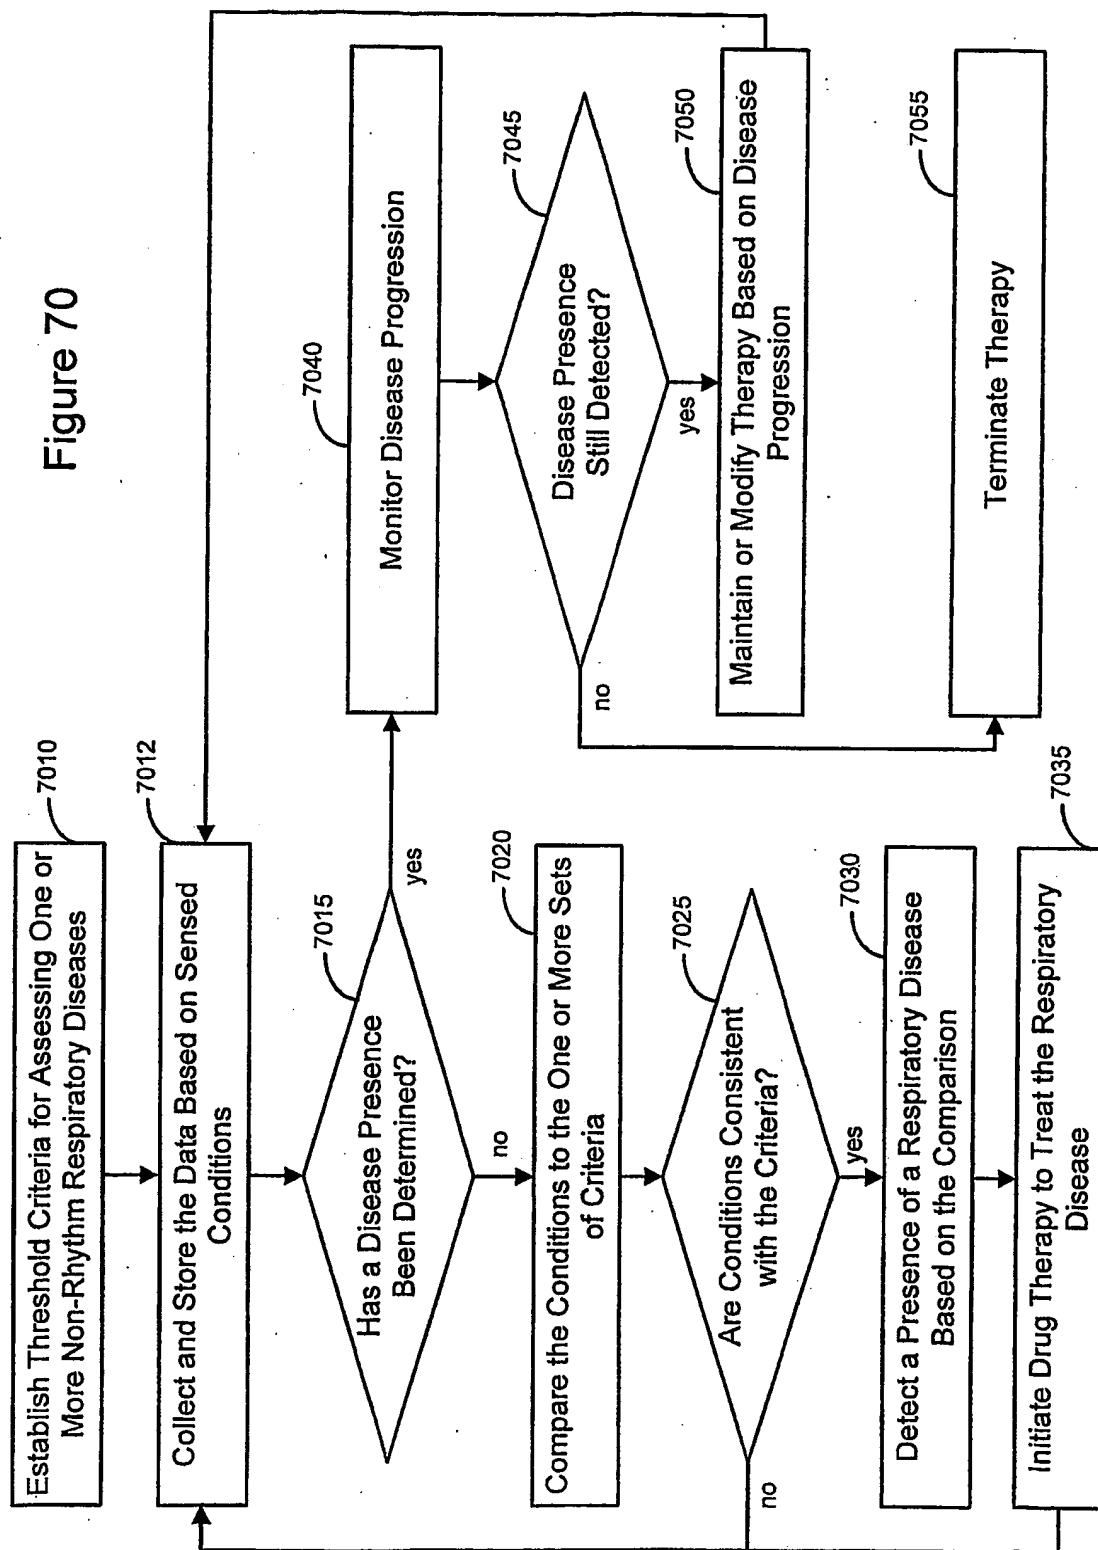 Figure 70
7010
Establish Threshold Criteria for Assessing One or
More Non-Rhythm Respiratory Diseases
7012
Collect and Store the Data Based on Sensed
Conditions
7015
Has a Disease Presence
Been Determined?
yes
no
7020
Compare the Conditions to the One or More Sets
of Criteria
7025
Are Conditions Consistent
with the Criteria?
no
yes
7030
Detect a Presence of a Respiratory Disease
Based on the Comparison
7035
Initiate Drug Therapy to Treat the Respiratory
Disease
7040
Monitor Disease Progression
7045
Disease Presence
Still Detected?
no
yes
7050
Maintain or Modify Therapy Based on Disease
Progression
7055
Terminate Therapy